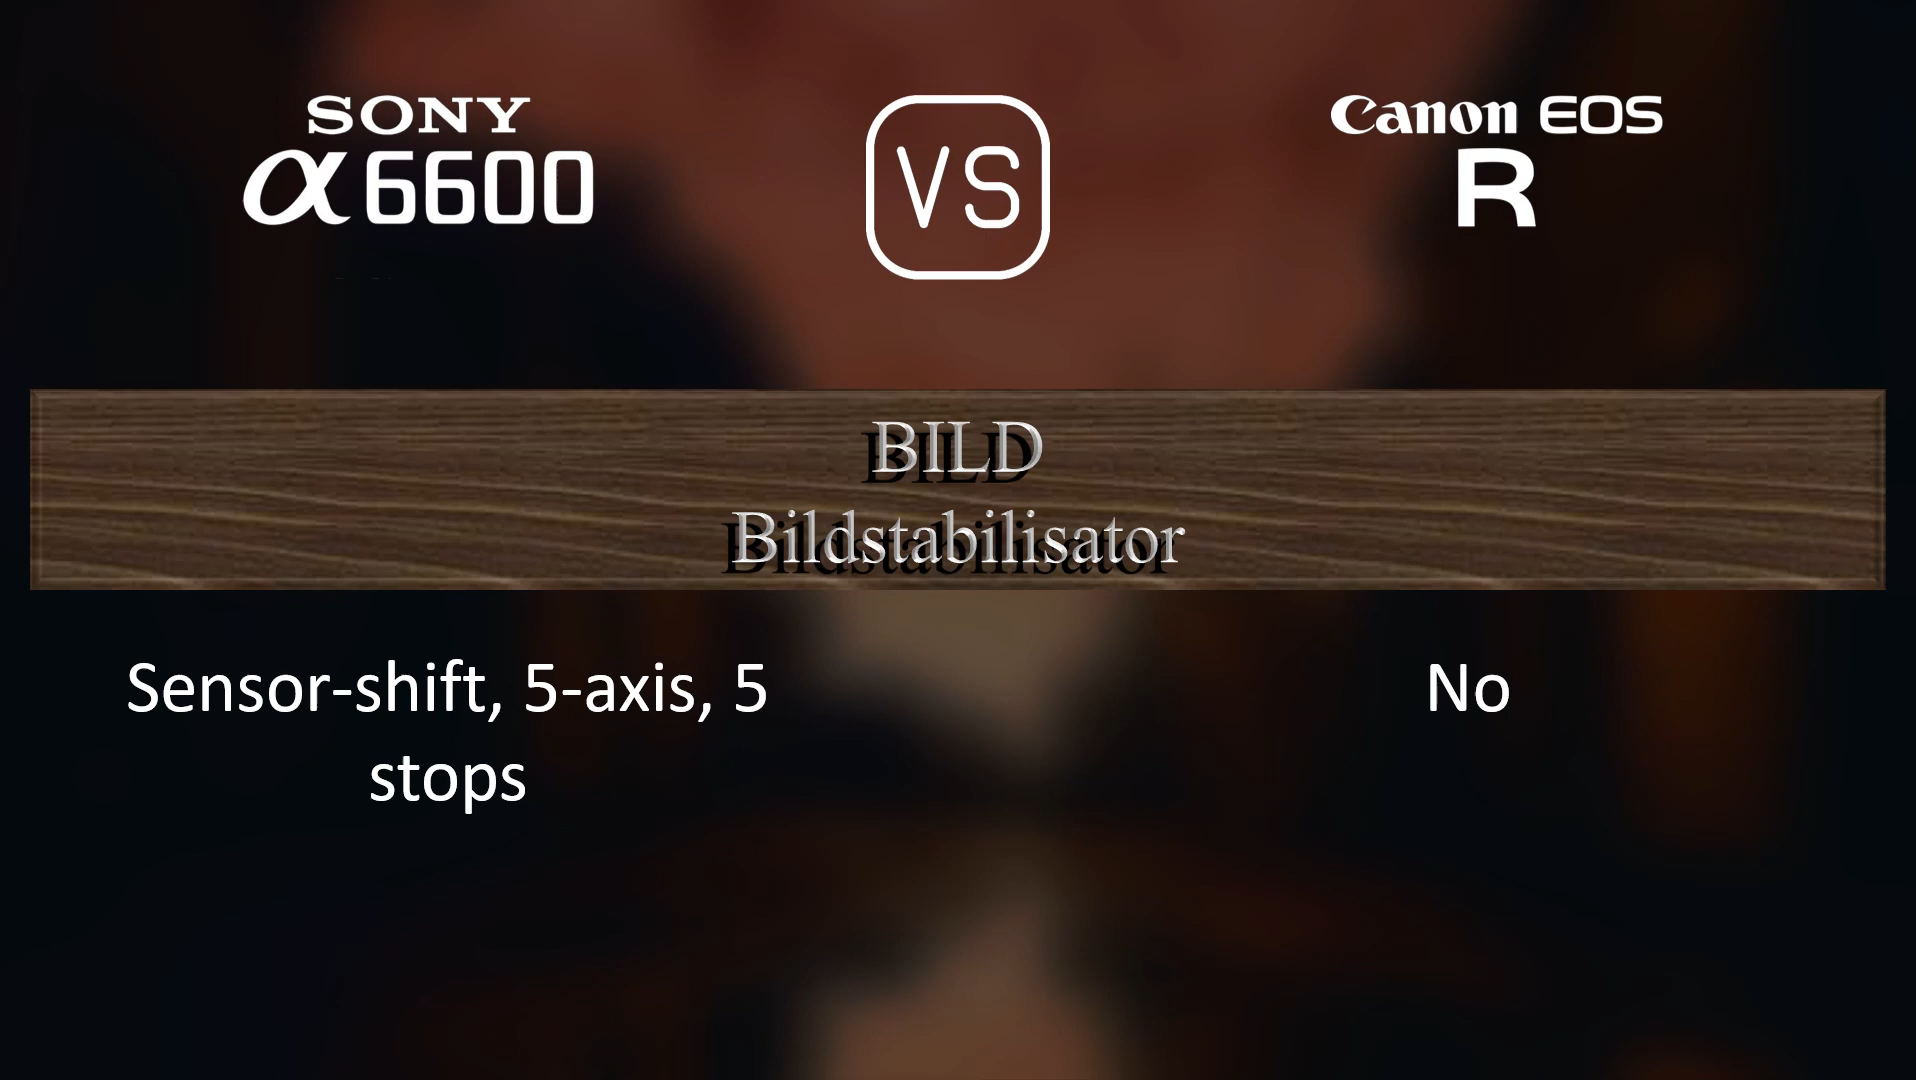 SONY
α6600
VS
Canon EOS
R
BILD
Bildstabilisator
Sensor-shift, 5-axis, 5
stops
No